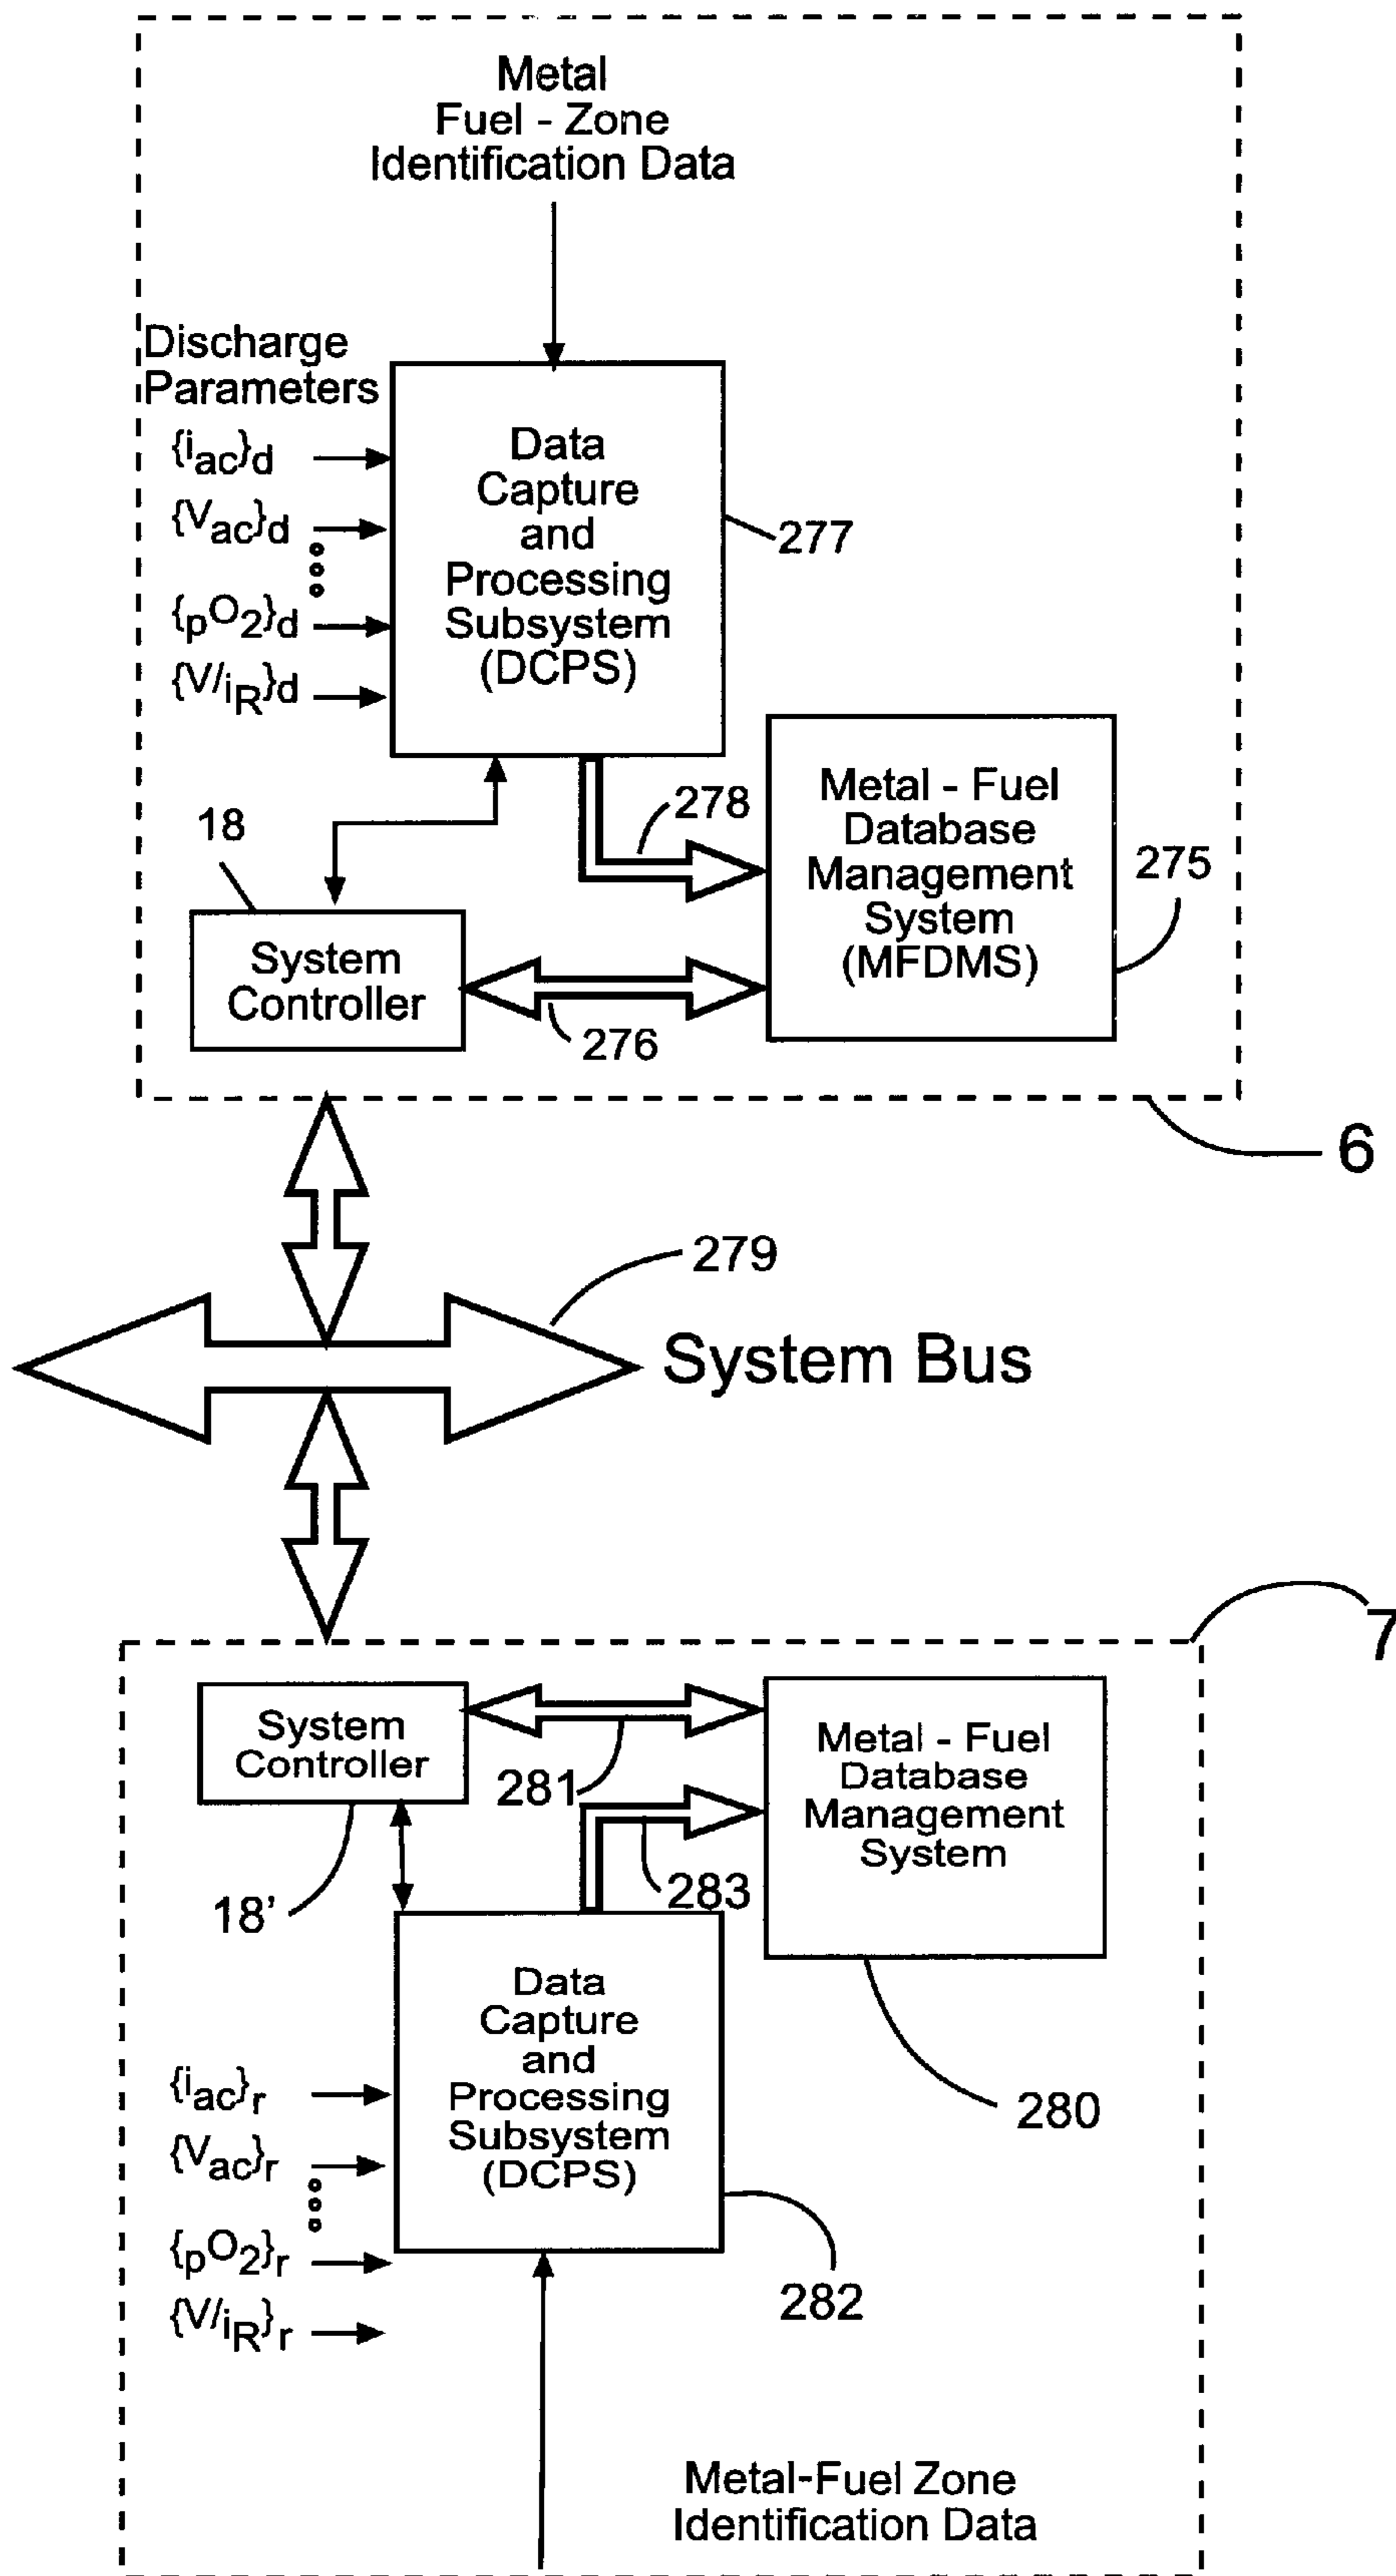 Metal
Fuel - Zone
Identification Data
Discharge
Parameters
{iac}d
{Vac}d
{pO2}d
{V/iR}d
Data
Capture
and
Processing
Subsystem
(DCPS)
277
278
18
System
Controller
276
Metal - Fuel
Database
Management
System
(MFDMS)
275
6
279
System Bus
7
System
Controller
281
Metal - Fuel
Database
Management
System
283
18’
Data
Capture
and
Processing
Subsystem
(DCPS)
280
{iac}r
{Vac}r
{pO2}r
{V/iR}r
282
Metal-Fuel Zone
Identification Data